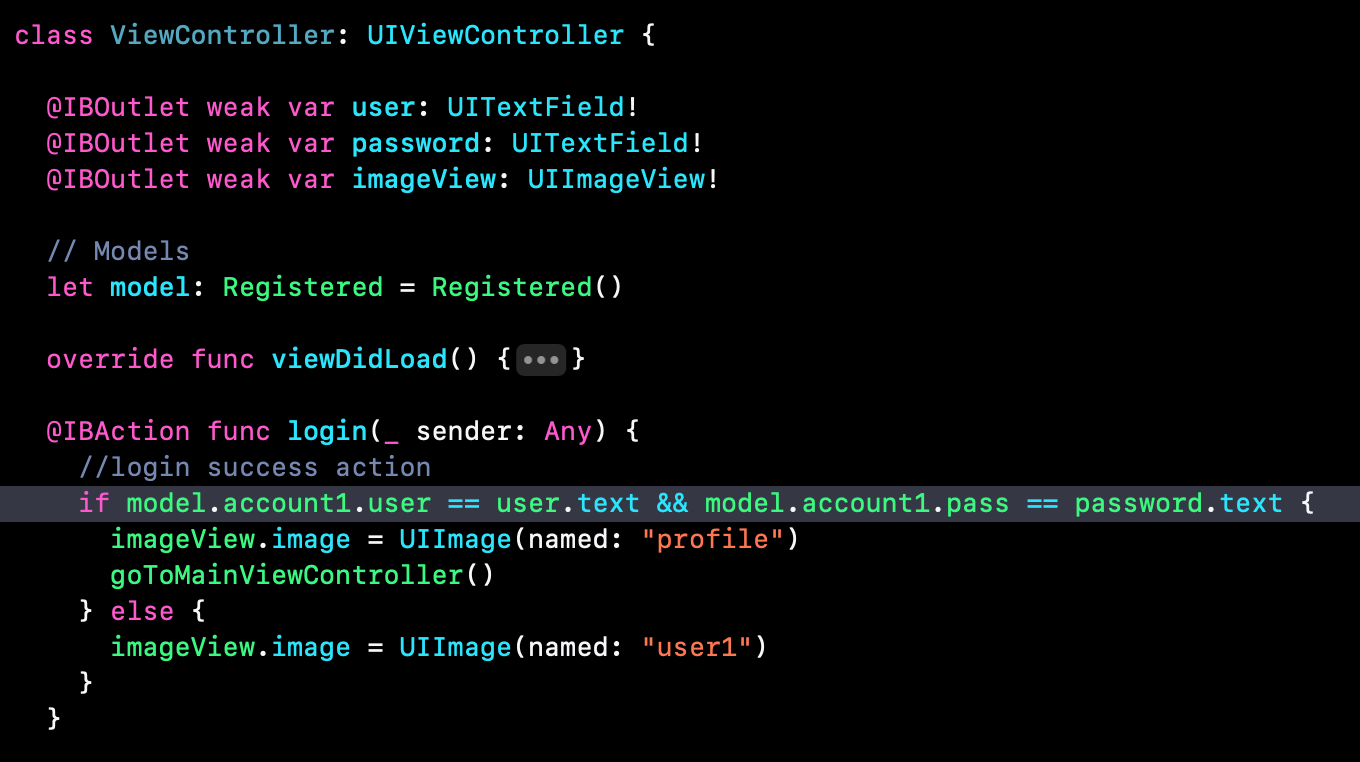 class ViewController: UIViewController {
@IBOutlet weak var user: UITextField!
@IBOutlet weak var password: UITextField!
@IBOutlet weak var imageView: UIImageView!
// Models
let model: Registered = Registered()
override func viewDidLoad() {•••}
@IBAction func login(_ sender: Any) {
//login success action
if model.account1.user == user.text && model.account1.pass == password.text {
imageView.image = UIImage(named: "profile")
goToMainViewController()
} else {
imageView.image = UIImage(named: "user1")
}
}